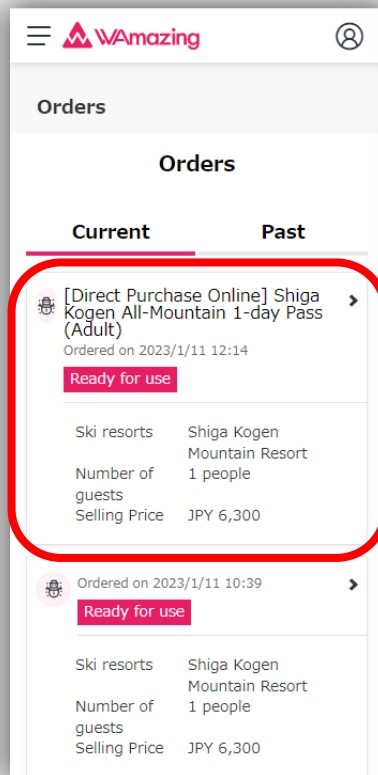 WAmazing
Orders
Orders
Current Past
[Direct Purchase Online] Shiga
Kogen All-Mountain 1-day Pass
(Adult)
Ordered on 2023/1/11 12:14
Ready for use
Ski resorts Shiga Kogen
Mountain Resort
Number of 1 people
guests
Selling Price JPY 6,300
Ordered on 2023/1/11 10:39
Ready for use
Ski resorts Shiga Kogen
Mountain Resort
Number of 1 people
guests
Selling Price JPY 6,300